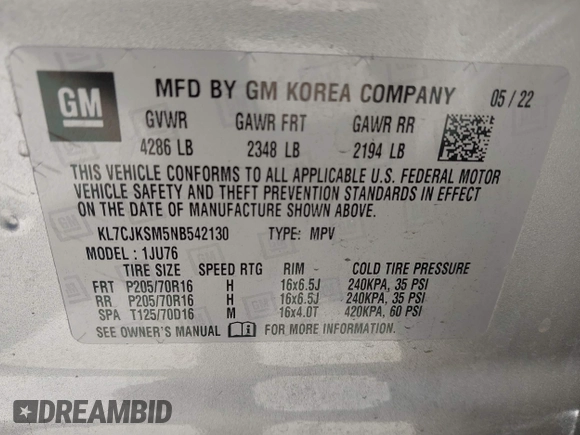 GM
MFD BY GM KOREA COMPANY 05/22
GVWR GAWR FRT GAWR RR
4286 LB 2348 LB 2194 LB
THIS VEHICLE CONFORMS TO ALL APPLICABLE U.S. FEDERAL MOTOR
VEHICLE SAFETY AND THEFT PREVENTION STANDARDS IN EFFECT
ON THE DATE OF MANUFACTURE SHOWN ABOVE.
KL7CJKSM5NB542130 TYPE: MPV
MODEL: 1JU76
TIRE SIZE SPEED RTG RIM COLD TIRE PRESSURE
FRT P205/70R16 H 16x6.5J 240KPA, 35 PSI
RR P205/70R16 H 16x6.5J 240KPA, 35 PSI
SPA T125/70D16 M 16x4.0T 420KPA, 60 PSI
SEE OWNER'S MANUAL FOR MORE INFORMATION.
DREAMBID